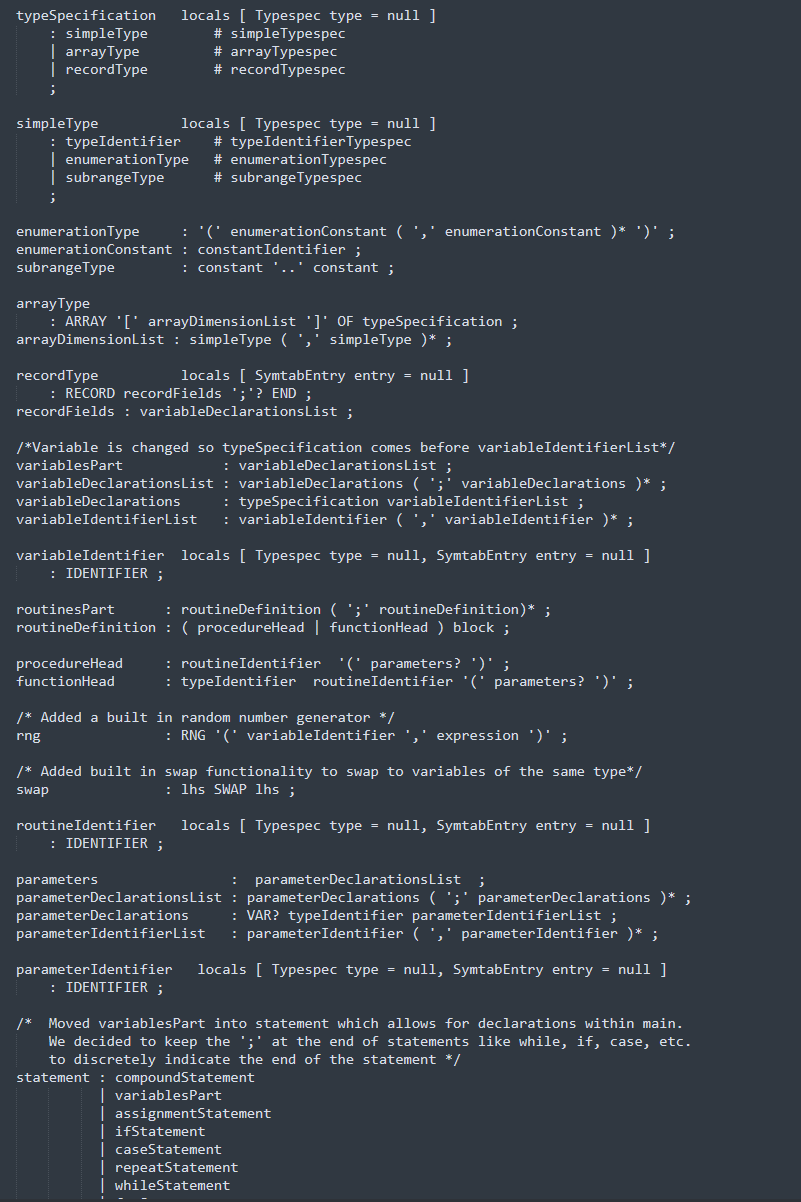 typeSpecification   locals [ Typespec type = null ]
    : simpleType        # simpleTypespec
    | arrayType         # arrayTypespec
    | recordType        # recordTypespec
    ;
simpleType          locals [ Typespec type = null ]
    : typeIdentifier    # typeIdentifierTypespec
    | enumerationType   # enumerationTypespec
    | subrangeType      # subrangeTypespec
    ;
enumerationType     : '(' enumerationConstant ( ',' enumerationConstant )* ')' ;
enumerationConstant : constantIdentifier ;
subrangeType        : constant '..' constant ;
arrayType
    : ARRAY '[' arrayDimensionList ']' OF typeSpecification ;
arrayDimensionList : simpleType ( ',' simpleType )* ;
recordType          locals [ SymtabEntry entry = null ]
    : RECORD recordFields ';'? END ;
recordFields : variableDeclarationsList ;
/*Variable is changed so typeSpecification comes before variableIdentifierList*/
variablesPart            : variableDeclarationsList ;
variableDeclarationsList : variableDeclarations ( ';' variableDeclarations )* ;
variableDeclarations     : typeSpecification variableIdentifierList ;
variableIdentifierList   : variableIdentifier ( ',' variableIdentifier )* ;
variableIdentifier  locals [ Typespec type = null, SymtabEntry entry = null ]
    : IDENTIFIER ;
routinesPart      : routineDefinition ( ';' routineDefinition)* ;
routineDefinition : ( procedureHead | functionHead ) block ;
procedureHead     : routineIdentifier  '(' parameters? ')' ;
functionHead      : typeIdentifier  routineIdentifier '(' parameters? ')' ;
/* Added a built in random number generator */
rng               : RNG '(' variableIdentifier ',' expression ')' ;
/* Added built in swap functionality to swap to variables of the same type*/
swap              : lhs SWAP lhs ;
routineIdentifier   locals [ Typespec type = null, SymtabEntry entry = null ]
    : IDENTIFIER ;
parameters                :  parameterDeclarationsList  ;
parameterDeclarationsList : parameterDeclarations ( ';' parameterDeclarations )* ;
parameterDeclarations     : VAR? typeIdentifier parameterIdentifierList ;
parameterIdentifierList   : parameterIdentifier ( ',' parameterIdentifier )* ;
parameterIdentifier   locals [ Typespec type = null, SymtabEntry entry = null ]
    : IDENTIFIER ;
/*  Moved variablesPart into statement which allows for declarations within main.
    We decided to keep the ';' at the end of statements like while, if, case, etc.
    to discretely indicate the end of the statement */
statement : compoundStatement
          | variablesPart
          | assignmentStatement
          | ifStatement
          | caseStatement
          | repeatStatement
          | whileStatement